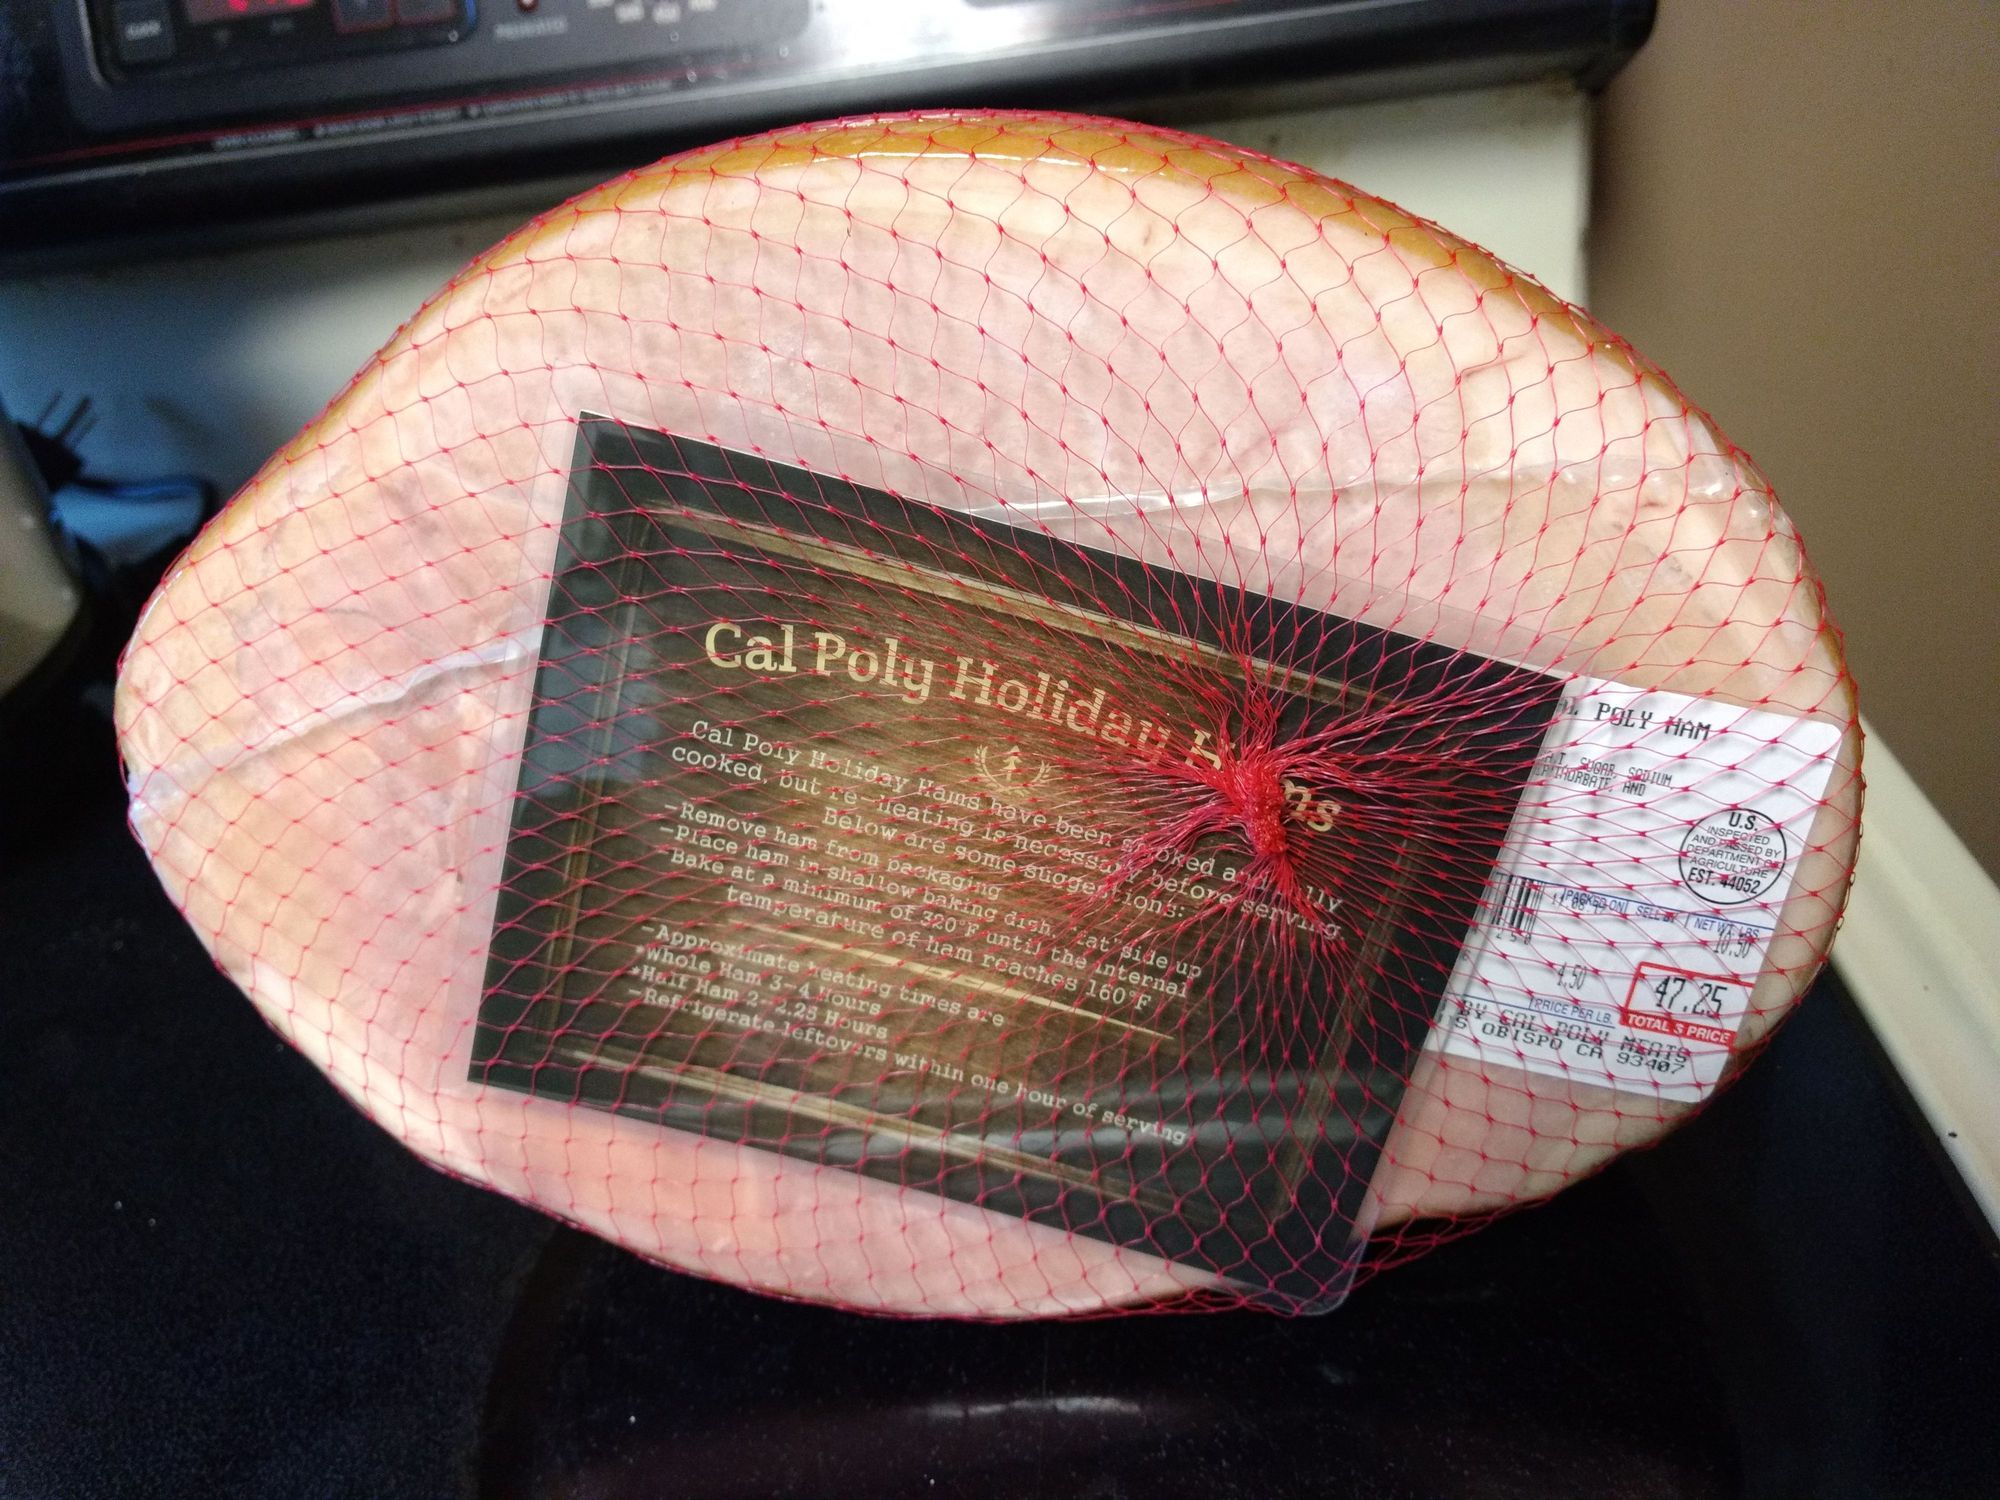 Cal Poly Holiday Hams
Cal Poly Holiday Hams have been smoked and fully
cooked, but re-heating is necessary before serving.
Below are some suggestions:
-Remove ham from packaging
-Place ham in shallow baking dish, "fat" side up
-Bake at a minimum of 320°F until the internal
temperature of ham reaches 160°F
-Approximate heating times are
*Whole Ham 3-4 Hours
*Half Ham 2-2.25 Hours
-Refrigerate leftovers within one hour of serving
POLY HAM
SUGAR, SODIUM
AND
U.S.
INSPECTED
AND PASSED BY
DEPARTMENT OF
AGRICULTURE
EST. 44052
PACKED ON SELL BY NET WT. LBS
10.50
4.50
PRICE PER LB.
47.25
TOTAL $ PRICE
BY CAL POLY MEATS
S OBISPO CA 93407